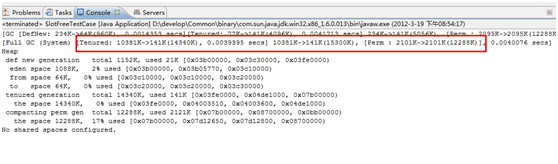 Problems @ Javadoc Declaration Console
<terminated> SlotFreeTestCase [Java Application] D:\develop\Common\binary\com.sun.java.jdk.win32.x86_1.6.0.013\bin\javaw.exe (2012-3-19 下午08:54:17)
[GC [DefNew: 234K->64K(960K), 0.0014353 secs][Tenured: 77K->141K(4096K), 0.0041713 secs] 234K->141K(5056K), [Perm : 2095K->2095K(12288K
[Full GC (System) [Tenured: 10381K->141K(14340K), 0.0039395 secs] 10381K->141K(15300K), [Perm : 2101K->2101K(12288K)], 0.0040076 secs]
Heap
def new generation total 1152K, used 21K [0x03b00000, 0x03c30000, 0x03fe0000)
eden space 1088K, 2% used [0x03b00000, 0x03b05770, 0x03c10000)
from space 64K, 0% used [0x03c10000, 0x03c10000, 0x03c20000)
to space 64K, 0% used [0x03c20000, 0x03c20000, 0x03c30000)
tenured generation total 14340K, used 141K [0x03fe0000, 0x04de1000, 0x07b00000)
the space 14340K, 0% used [0x03fe0000, 0x04003510, 0x04003600, 0x04de1000)
compacting perm gen total 12288K, used 2121K [0x07b00000, 0x08700000, 0x0bb00000)
the space 12288K, 17% used [0x07b00000, 0x07d12650, 0x07d12800, 0x08700000)
No shared spaces configured.